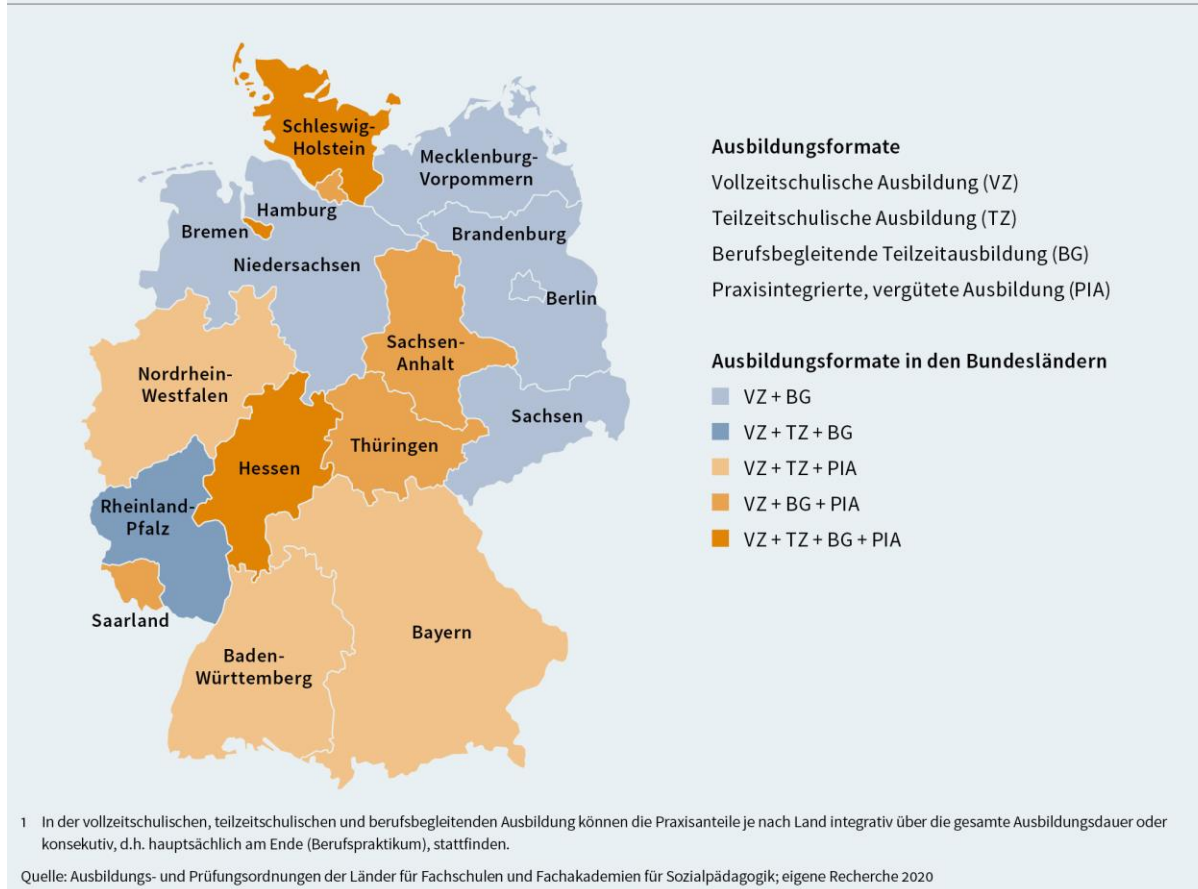 Schleswig-
Holstein
Mecklenburg-
Vorpommern
Hamburg
Bremen
Brandenburg
Niedersachsen
Berlin
Sachsen-
Anhalt
Nordrhein-
Westfalen
Sachsen
Thüringen
Hessen
Rheinland-
Pfalz
Saarland
Bayern
Baden-
Württemberg
Ausbildungsformate
Vollzeitschulische Ausbildung (VZ)
Teilzeitschulische Ausbildung (TZ)
Berufsbegleitende Teilzeitausbildung (BG)
Praxisintegrierte, vergütete Ausbildung (PIA)
Ausbildungsformate in den Bundesländern
VZ + BG
VZ + TZ + BG
VZ + TZ + PIA
VZ + BG + PIA
VZ + TZ + BG + PIA
1 In der vollzeitschulischen, teilzeitschulischen und berufsbegleitenden Ausbildung können die Praxisanteile je nach Land integrativ über die gesamte Ausbildungsdauer oder
konsekutiv, d.h. hauptsächlich am Ende (Berufspraktikum), stattfinden.
Quelle: Ausbildungs- und Prüfungsordnungen der Länder für Fachschulen und Fachakademien für Sozialpädagogik; eigene Recherche 2020